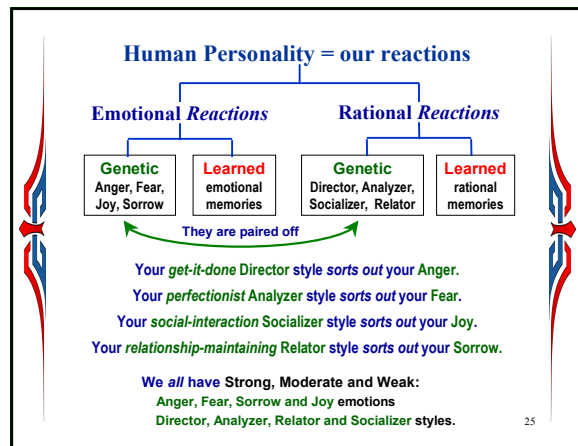 Human Personality = our reactions
Emotional Reactions
Rational Reactions
Genetic
Anger, Fear,
Joy, Sorrow
Learned
emotional
memories
Genetic
Director, Analyzer,
Socializer, Relator
Learned
rational
memories
They are paired off
Your get-it-done Director style sorts out your Anger.
Your perfectionist Analyzer style sorts out your Fear.
Your social-interaction Socializer style sorts out your Joy.
Your relationship-maintaining Relator style sorts out your Sorrow.
We all have Strong, Moderate and Weak:
Anger, Fear, Sorrow and Joy emotions
Director, Analyzer, Relator and Socializer styles.
25